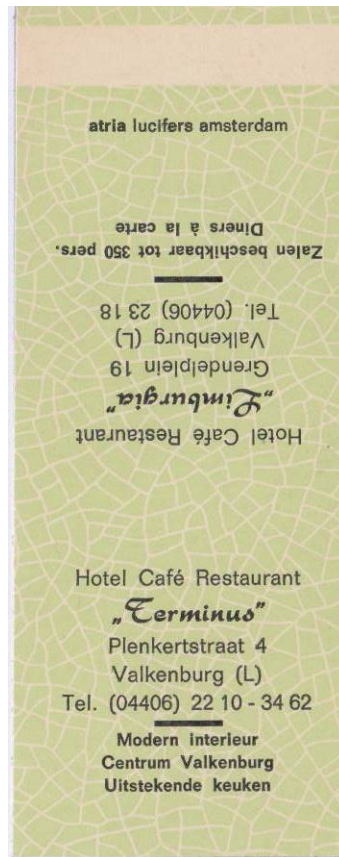 atria lucifers amsterdam
Hotel Café Restaurant
„Limburgia”
Grendelplein 19
Valkenburg (L)
Tel. (04406) 23 18
Zalen beschikbaar tot 350 pers.
Diners à la carte
Hotel Café Restaurant
„Terminus”
Plenkertstraat 4
Valkenburg (L)
Tel. (04406) 22 10 - 34 62
Modern interieur
Centrum Valkenburg
Uitstekende keuken